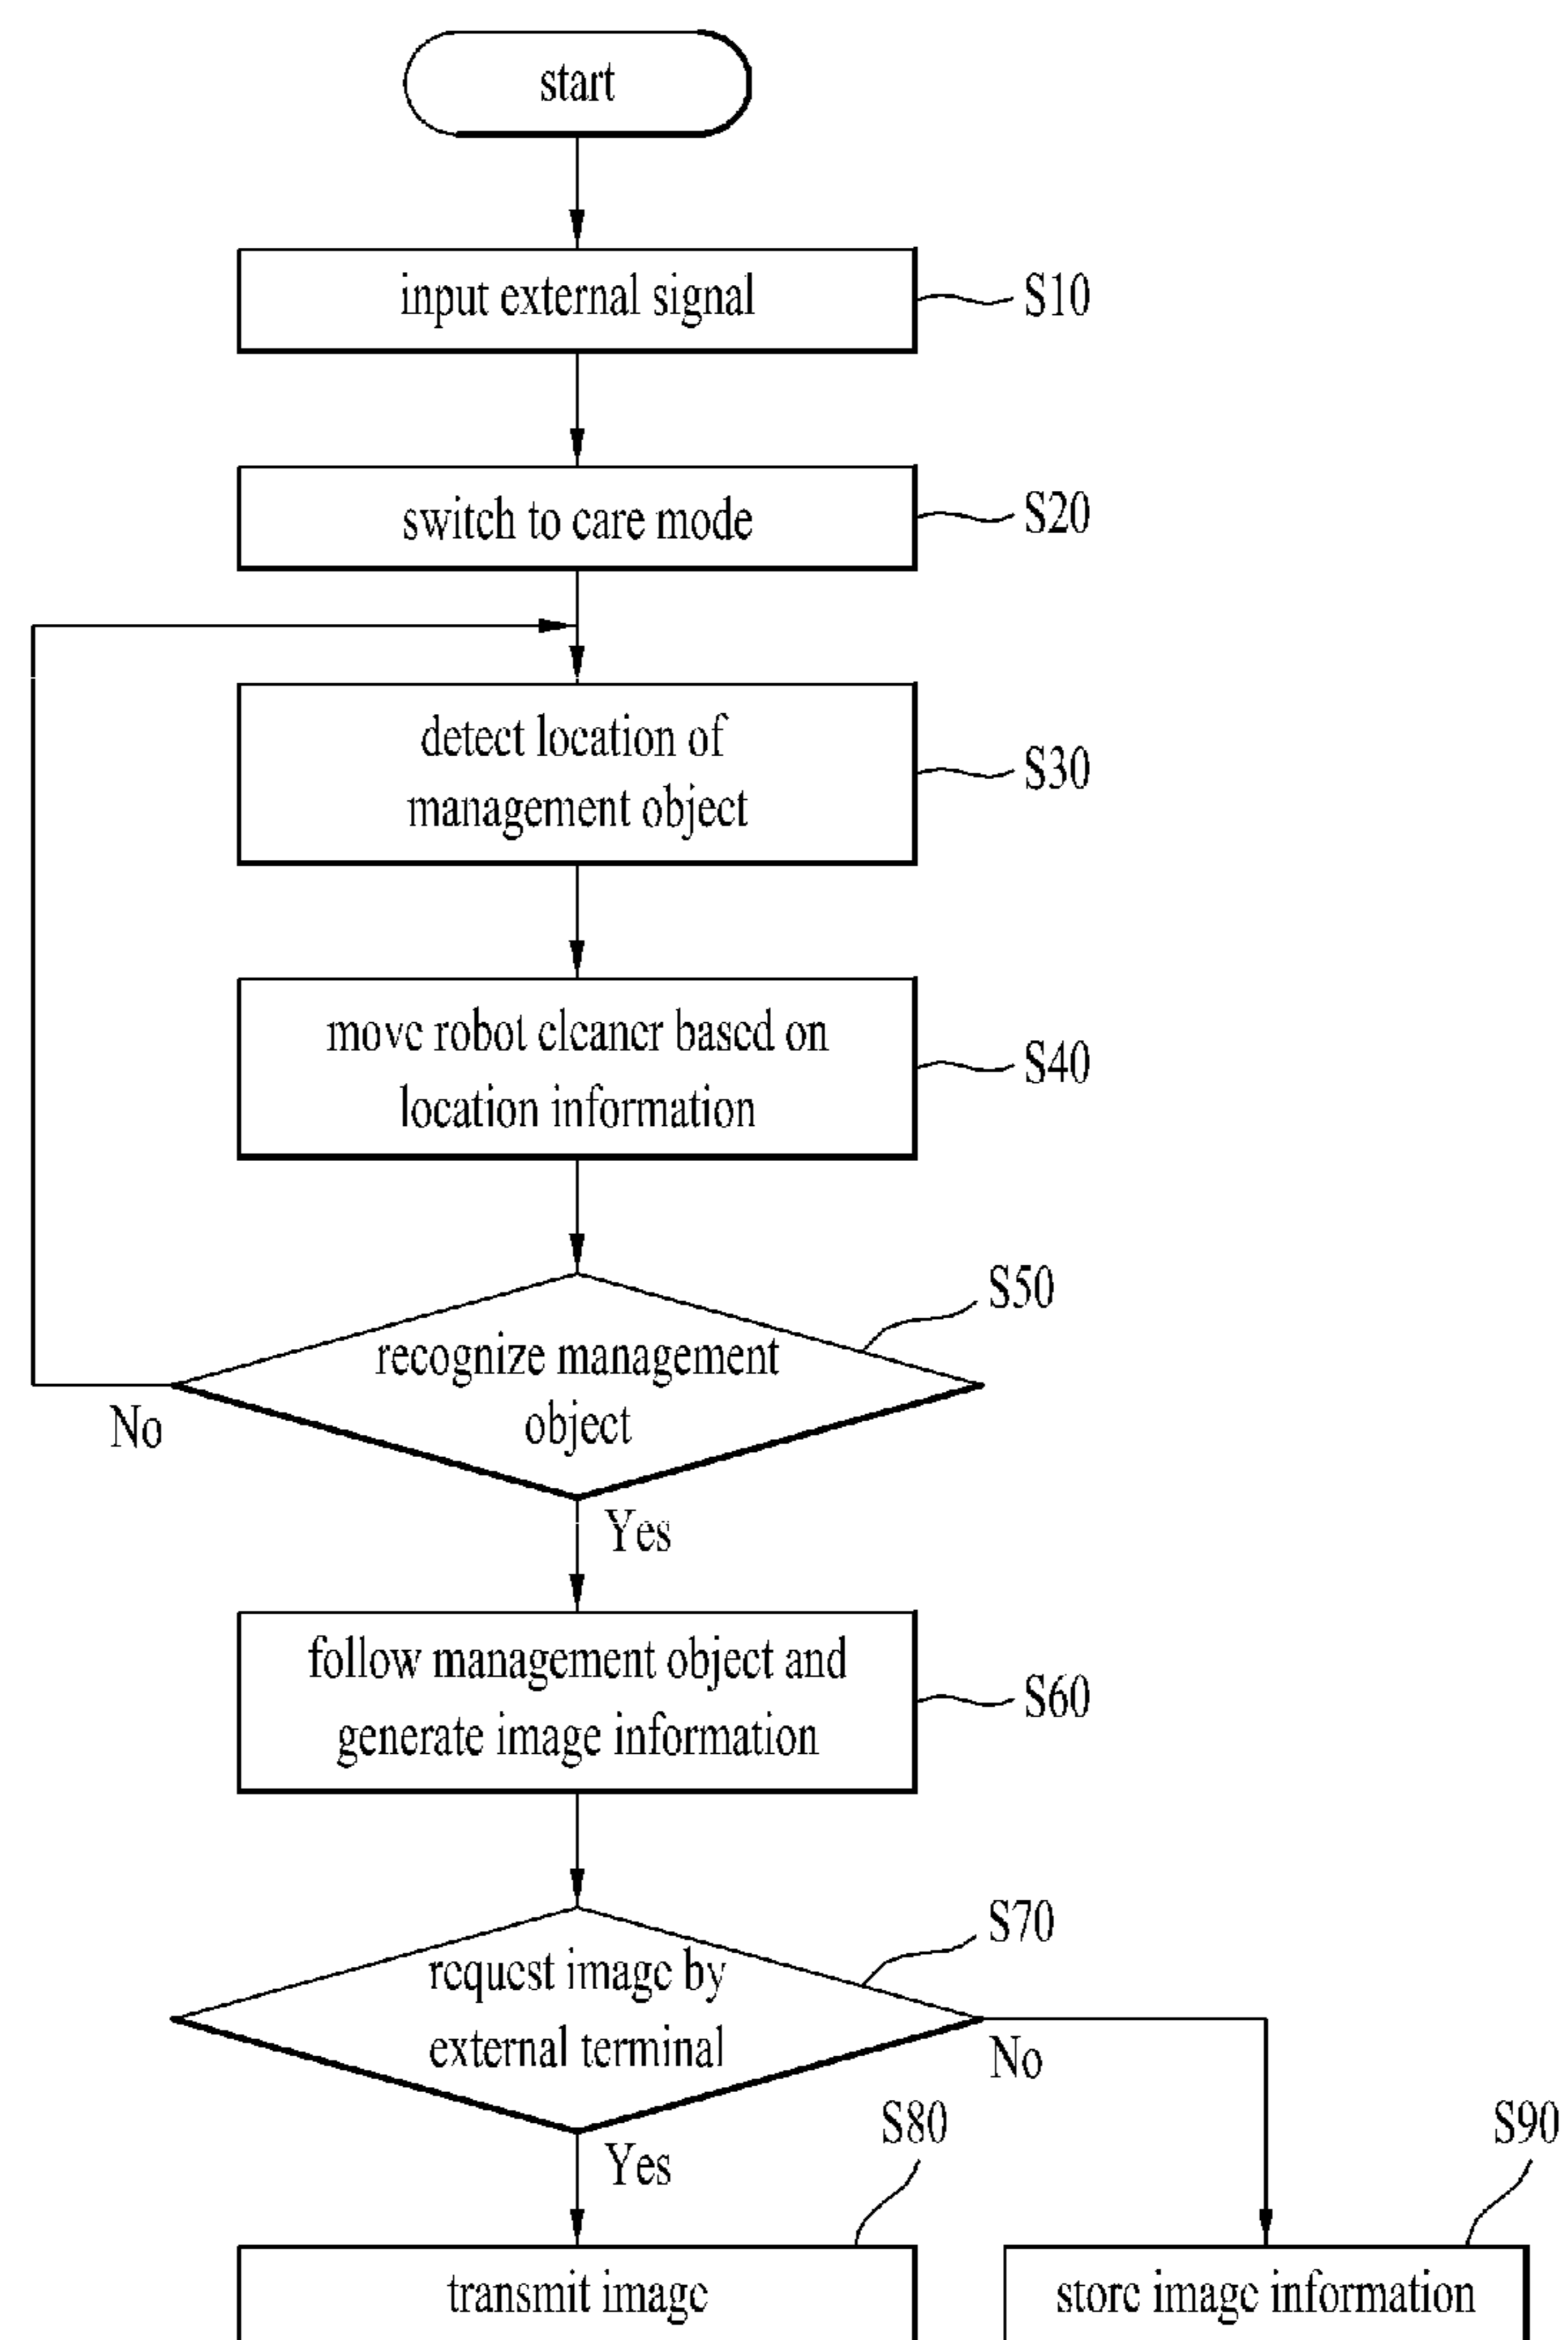 start
input external signal
S10
switch to care mode
S20
detect location of
management object
S30
move robot cleaner based on
location information
S40
S50
recognize management
object
No
Yes
follow management object and
generate image information
S60
S70
request image by
external terminal
No
Yes
S80
S90
transmit image
store image information